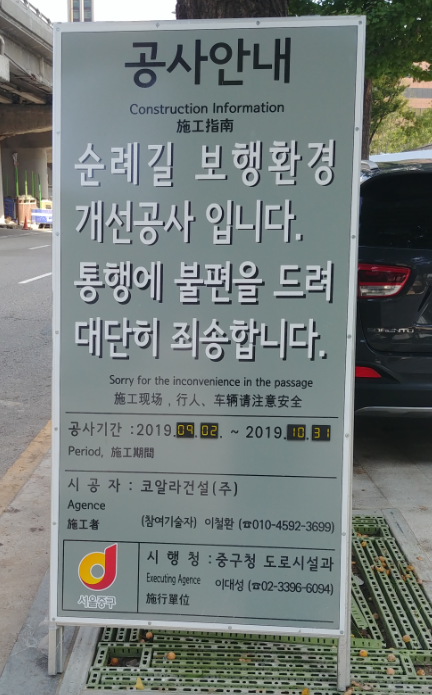 공사안내
Construction Information
施工指南
순례길 보행환경
개선공사 입니다.
통행에 불편을 드려
대단히 죄송합니다.
Sorry for the inconvenience in the passage
施工现场 , 行人、车辆请注意安全
공사기간 : 2019.09.02. ~ 2019.10.31
Period, 施工期間
시 공 자 : 코알라건설(주)
Agence
施工者 (참여기술자) 이철환 (☎010-4592-3699)
시 행 청 : 중구청 도로시설과
Executing Agence 이대성 (☎02-3396-6094)
施行單位
서울중구
SORENTO